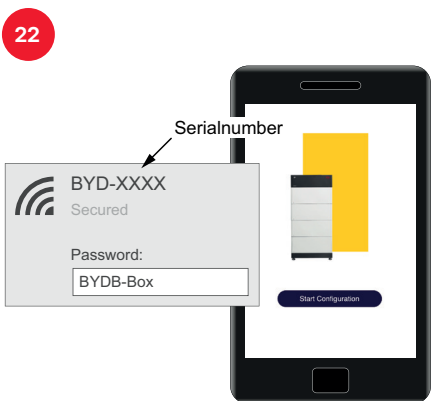 22
Serialnumber
BYD-XXXX
Secured
Password:
BYDB-Box
Start Configuration